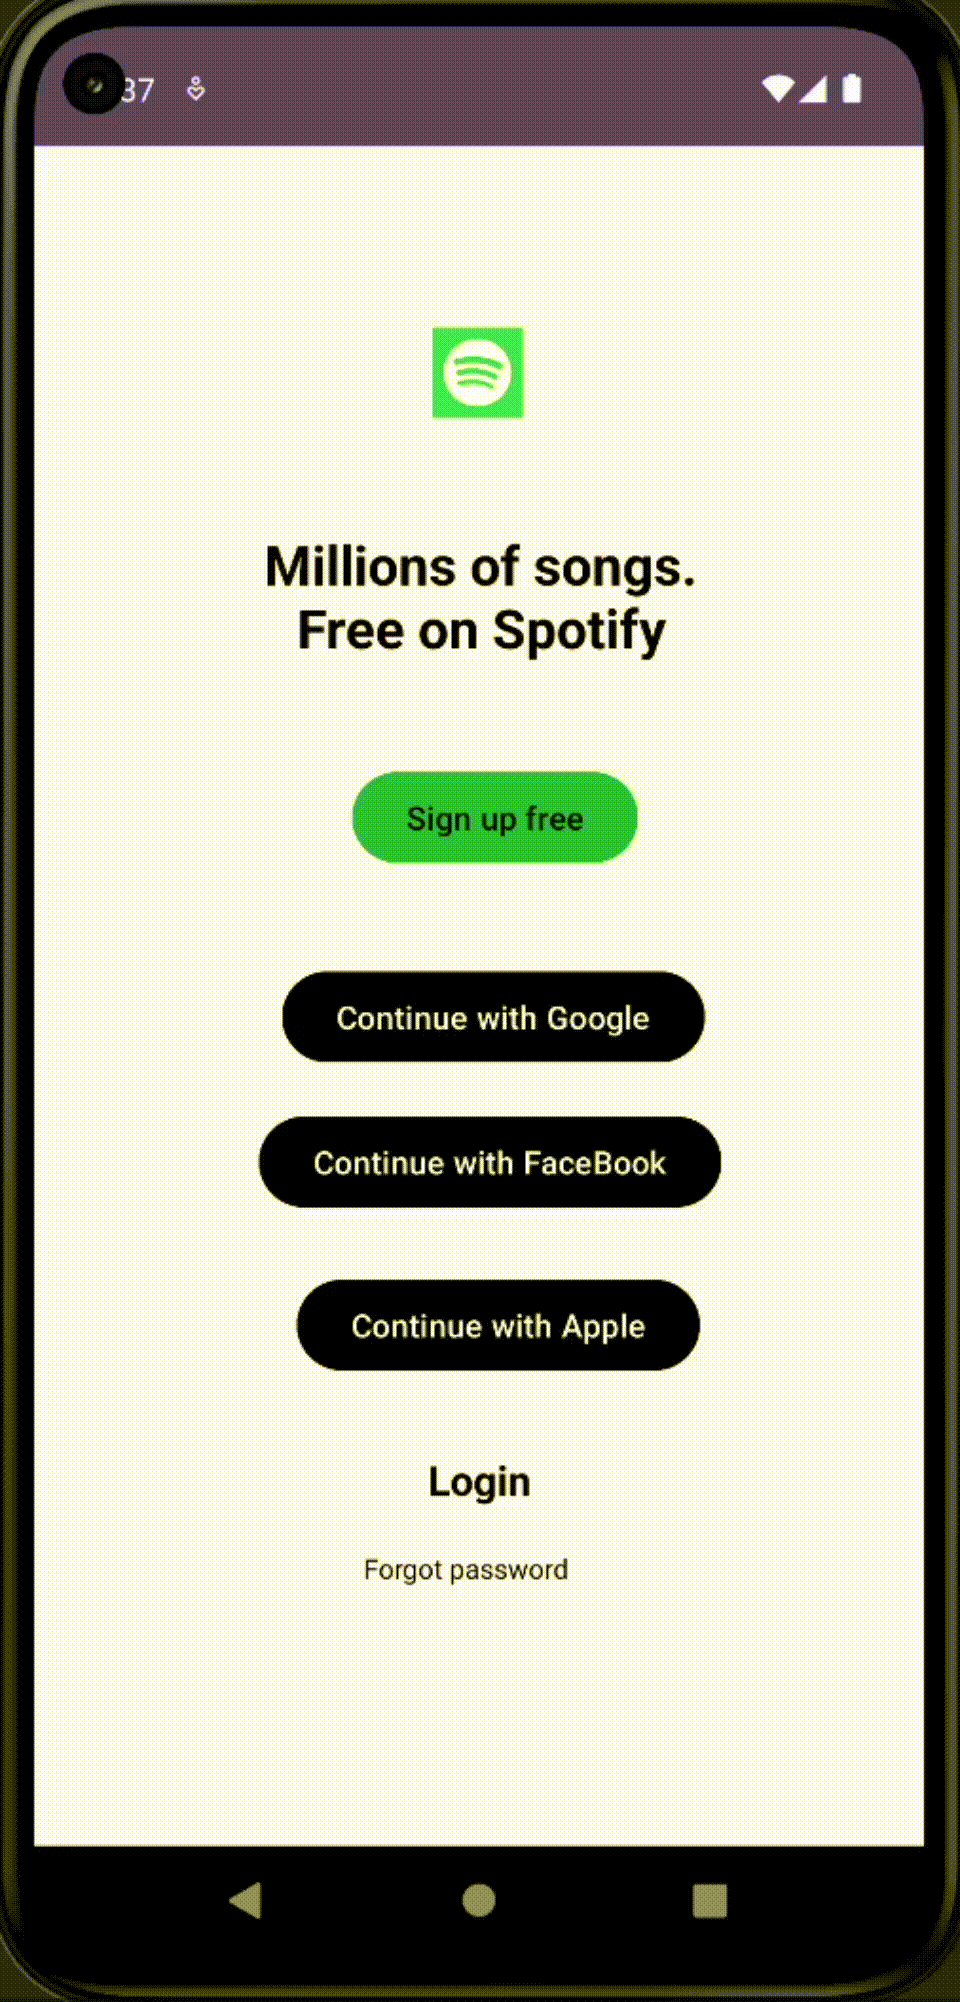 37
Millions of songs.
Free on Spotify
Sign up free
Continue with Google
Continue with FaceBook
Continue with Apple
Login
Forgot password